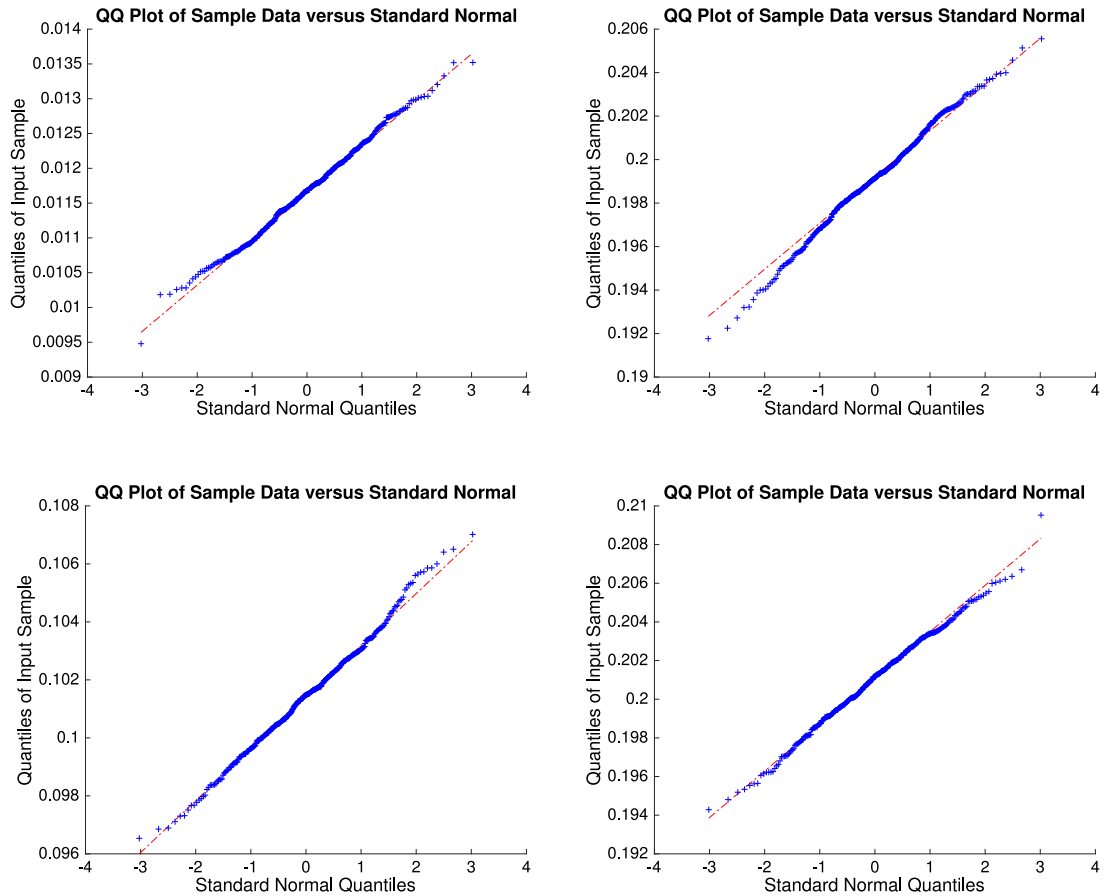 QQ Plot of Sample Data versus Standard Normal
0.014
0.0135
0.013
0.0125
0.012
0.0115
0.011
0.0105
0.01
0.0095
0.009
Quantiles of Input Sample
-4 -3 -2 -1 0 1 2 3 4
Standard Normal Quantiles
QQ Plot of Sample Data versus Standard Normal
0.206
0.204
0.202
0.2
0.198
0.196
0.194
0.192
0.19
Quantiles of Input Sample
-4 -3 -2 -1 0 1 2 3 4
Standard Normal Quantiles
QQ Plot of Sample Data versus Standard Normal
0.108
0.106
0.104
0.102
0.1
0.098
0.096
Quantiles of Input Sample
-4 -3 -2 -1 0 1 2 3 4
Standard Normal Quantiles
QQ Plot of Sample Data versus Standard Normal
0.21
0.208
0.206
0.204
0.202
0.2
0.198
0.196
0.194
0.192
Quantiles of Input Sample
-4 -3 -2 -1 0 1 2 3 4
Standard Normal Quantiles